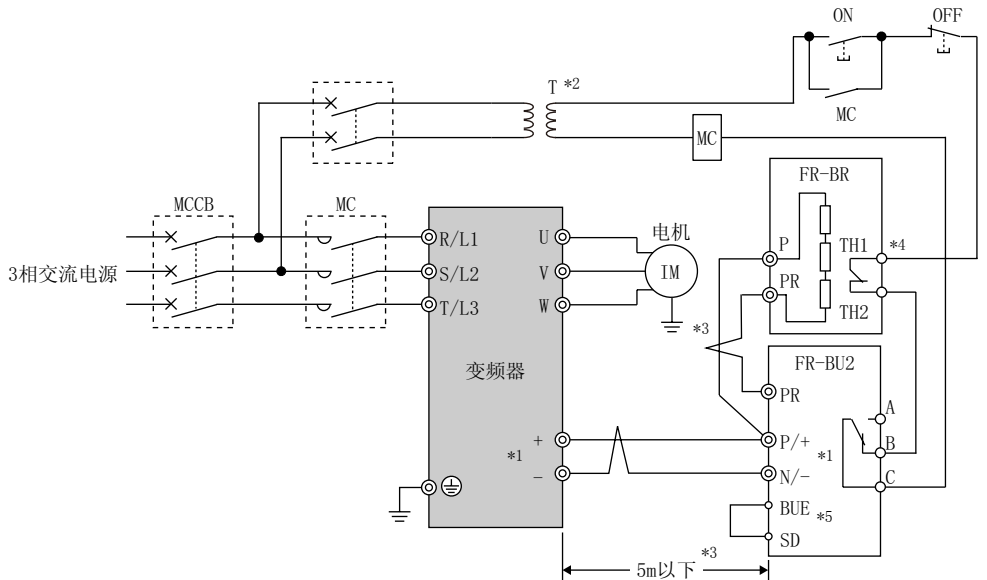 ON
OFF
T *2
MC
MC
FR-BR
MCCB
MC
P
TH1
*4
PR
TH2
电机
IM
3相交流电源
R/L1
S/L2
T/L3
U
V
W
变频器
*3
FR-BU2
PR
A
B
C
+
-
*1
P/+
*1
N/-
BUE
*5
SD
5m以下
*3